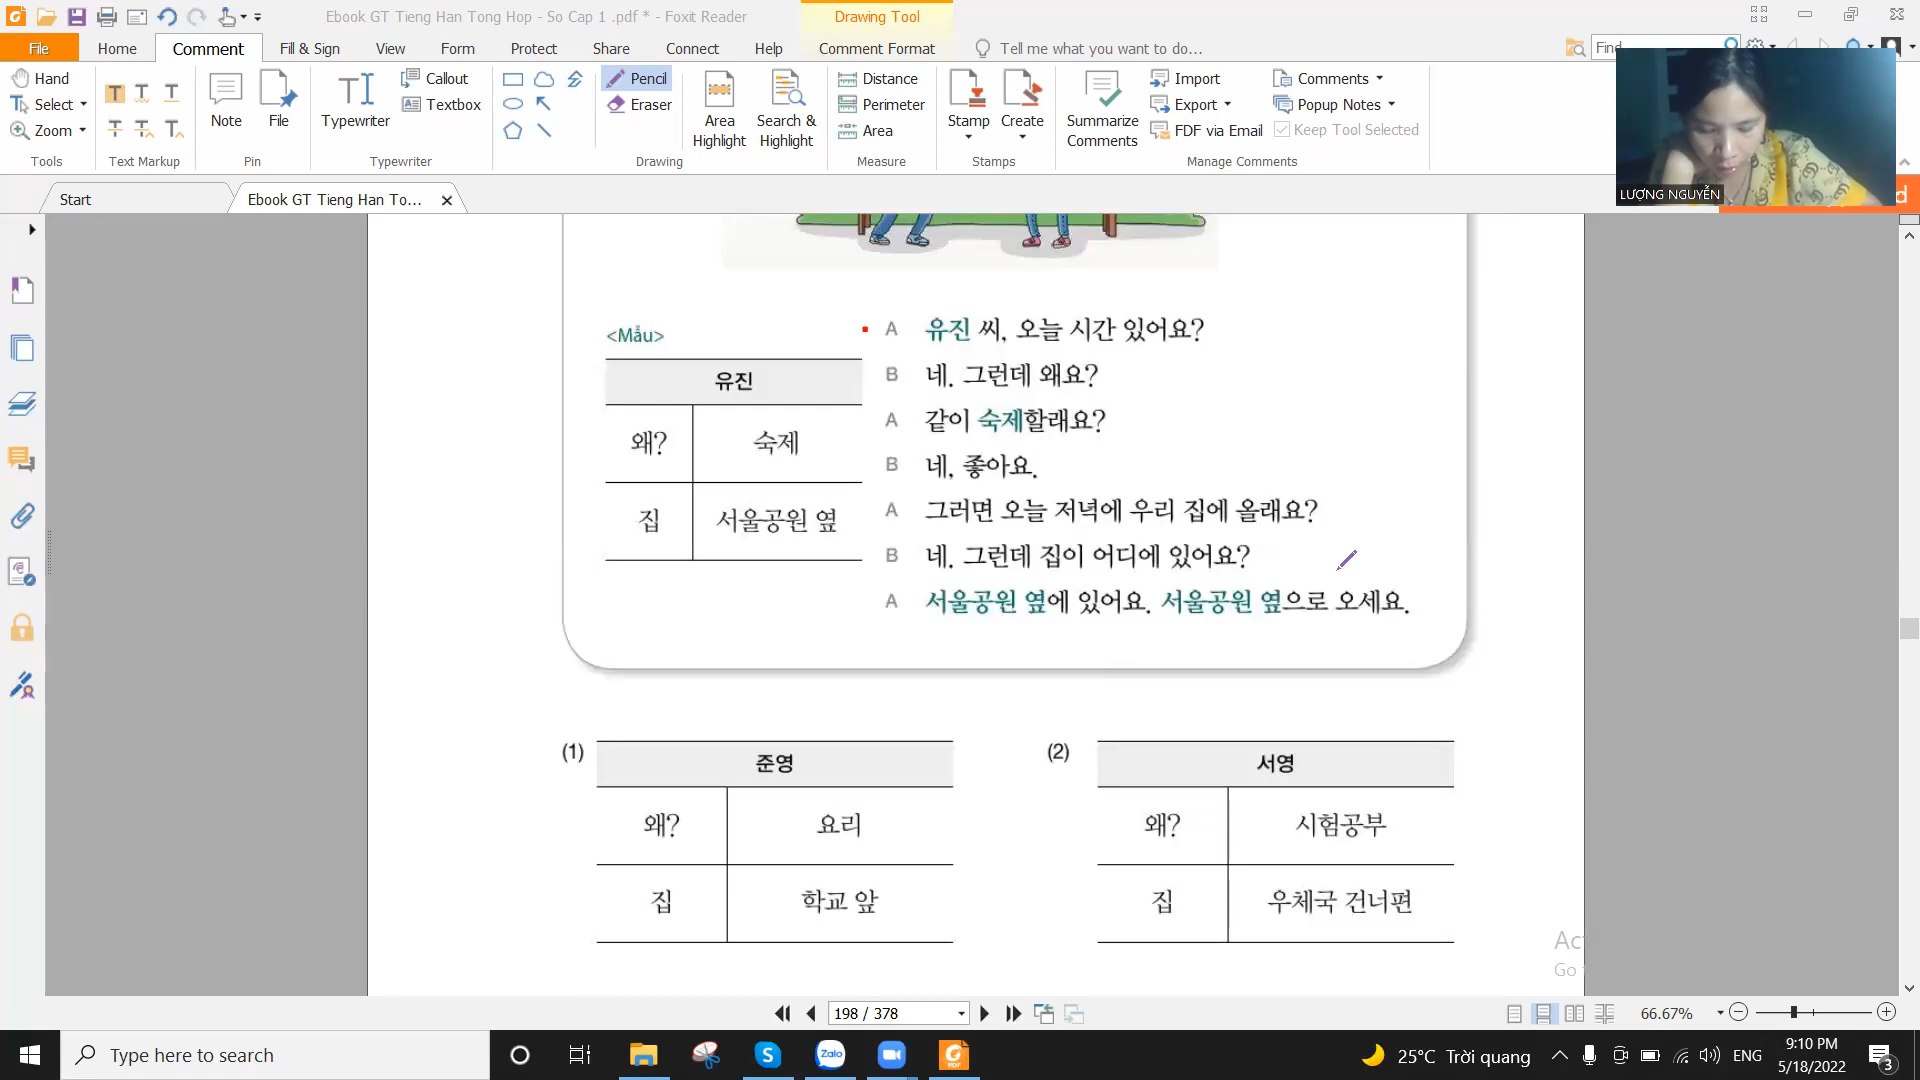 Ebook GT Tieng Han Tong Hop - So Cap 1 .pdf * - Foxit Reader
Drawing Tool
File Home Comment Fill & Sign View Form Protect Share Connect Help Comment Format Tell me what you want to do... Find
Hand
Select
Zoom
Tools
Text Markup
Note
File
Pin
Typewriter
Callout
Textbox
Typewriter
Pencil
Eraser
Drawing
Area Highlight
Search & Highlight
Distance
Perimeter
Area
Measure
Stamp
Create
Stamps
Summarize Comments
Import
Export
FDF via Email
Comments
Popup Notes
Keep Tool Selected
Manage Comments
LƯỢNG NGUYỄN
Start
Ebook GT Tieng Han To...
<Mẫu>
유진
왜? 숙제
집 서울공원 옆
A 유진 씨, 오늘 시간 있어요?
B 네. 그런데 왜요?
A 같이 숙제할래요?
B 네, 좋아요.
A 그러면 오늘 저녁에 우리 집에 올래요?
B 네. 그런데 집이 어디에 있어요?
A 서울공원 옆에 있어요. 서울공원 옆으로 오세요.
(1) 준영
왜? 요리
집 학교 앞
(2) 서영
왜? 시험공부
집 우체국 건너편
Act
Go
198 / 378
66.67%
Type here to search
Zalo
25°C Trời quang
ENG
9:10 PM
5/18/2022
3